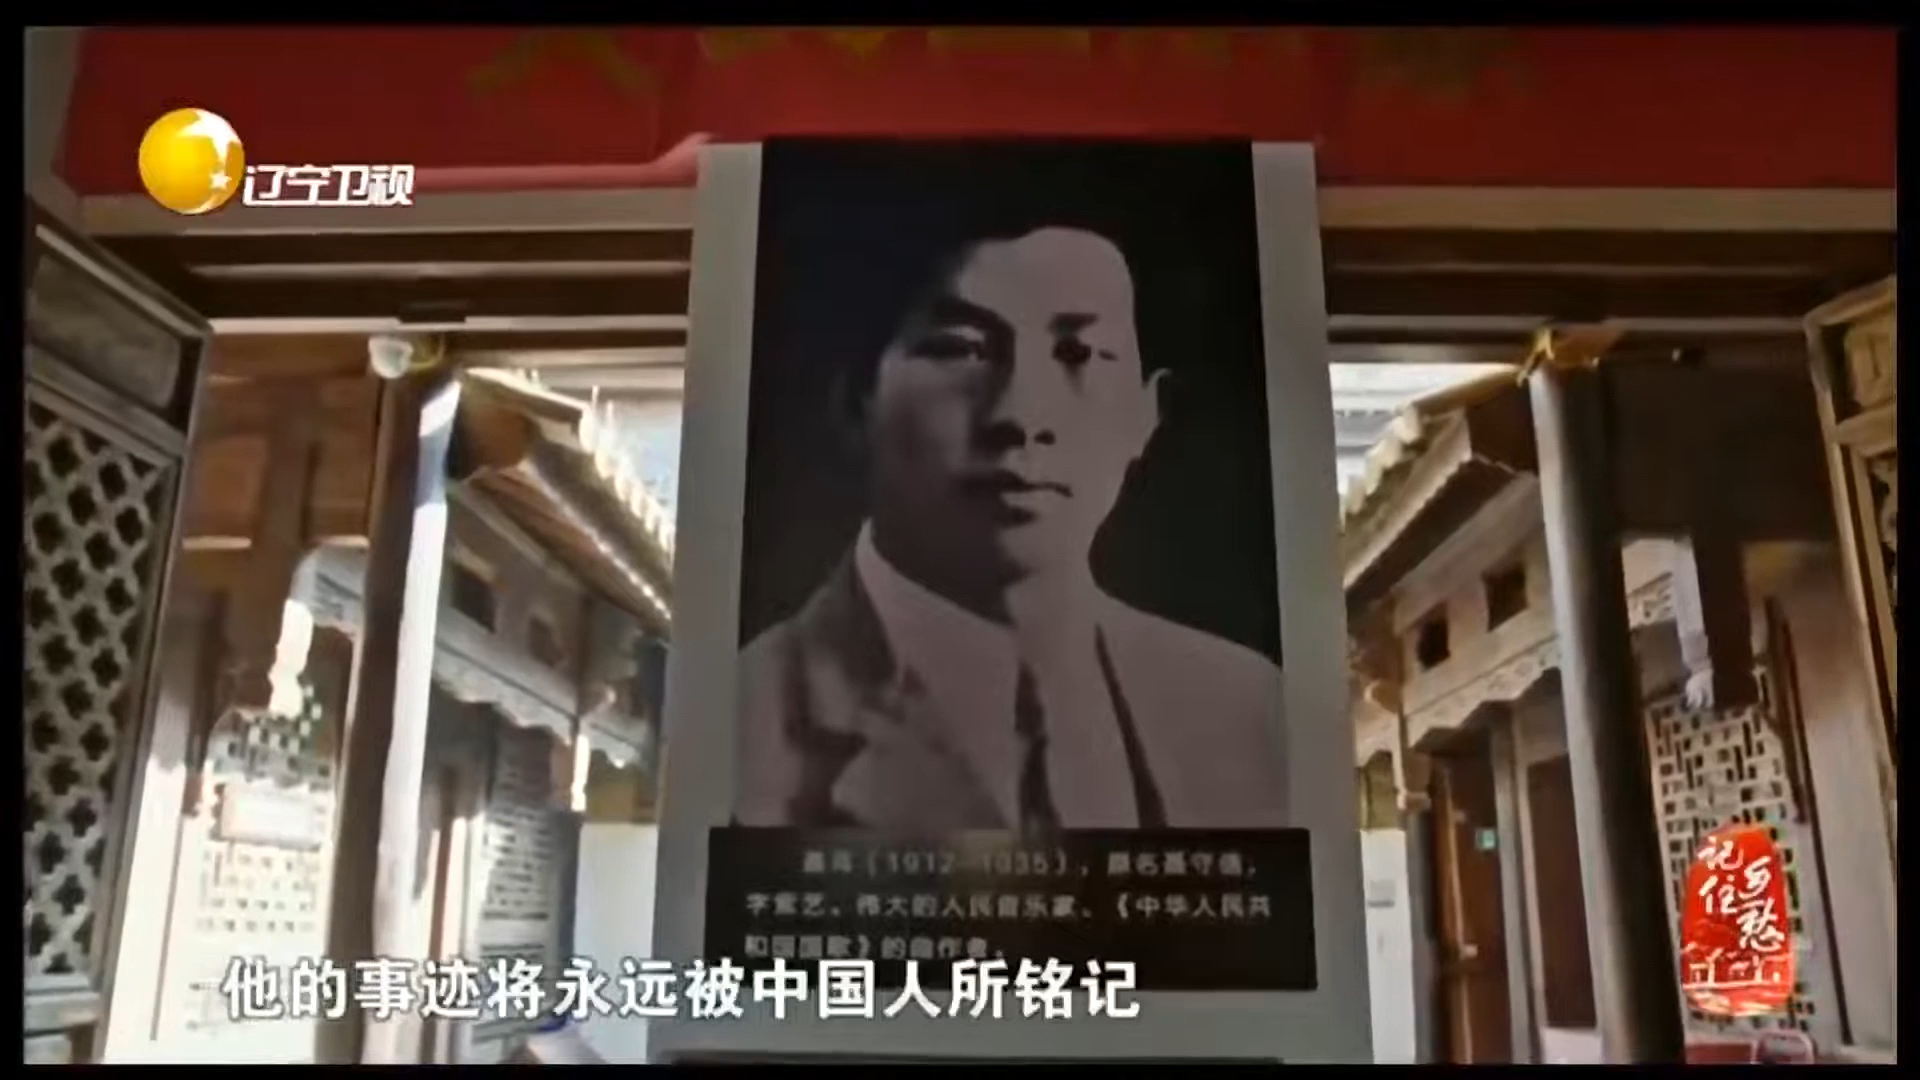 辽宁卫视
聂耳（1912-1935），原名聂守信，
字紫艺。伟大的人民音乐家、《中华人民共
和国国歌》的曲作者。
他的事迹将永远被中国人所铭记
记住乡愁